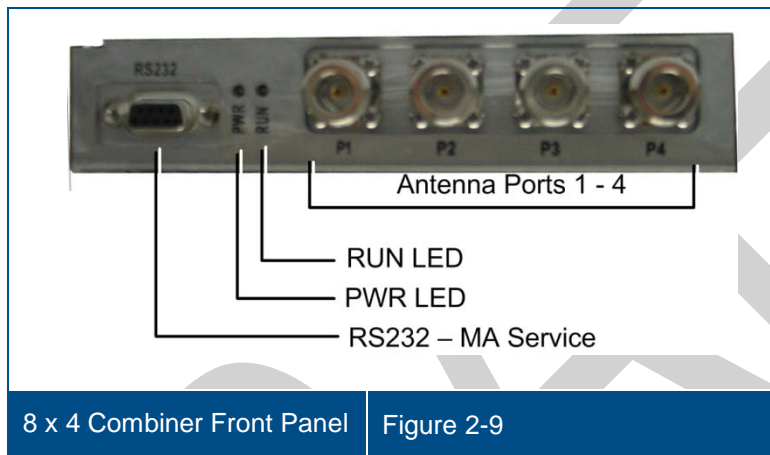 RS232
PWR
RUN
P1 P2 P3 P4
Antenna Ports 1 - 4
RUN LED
PWR LED
RS232 – MA Service
8 x 4 Combiner Front Panel
Figure 2-9